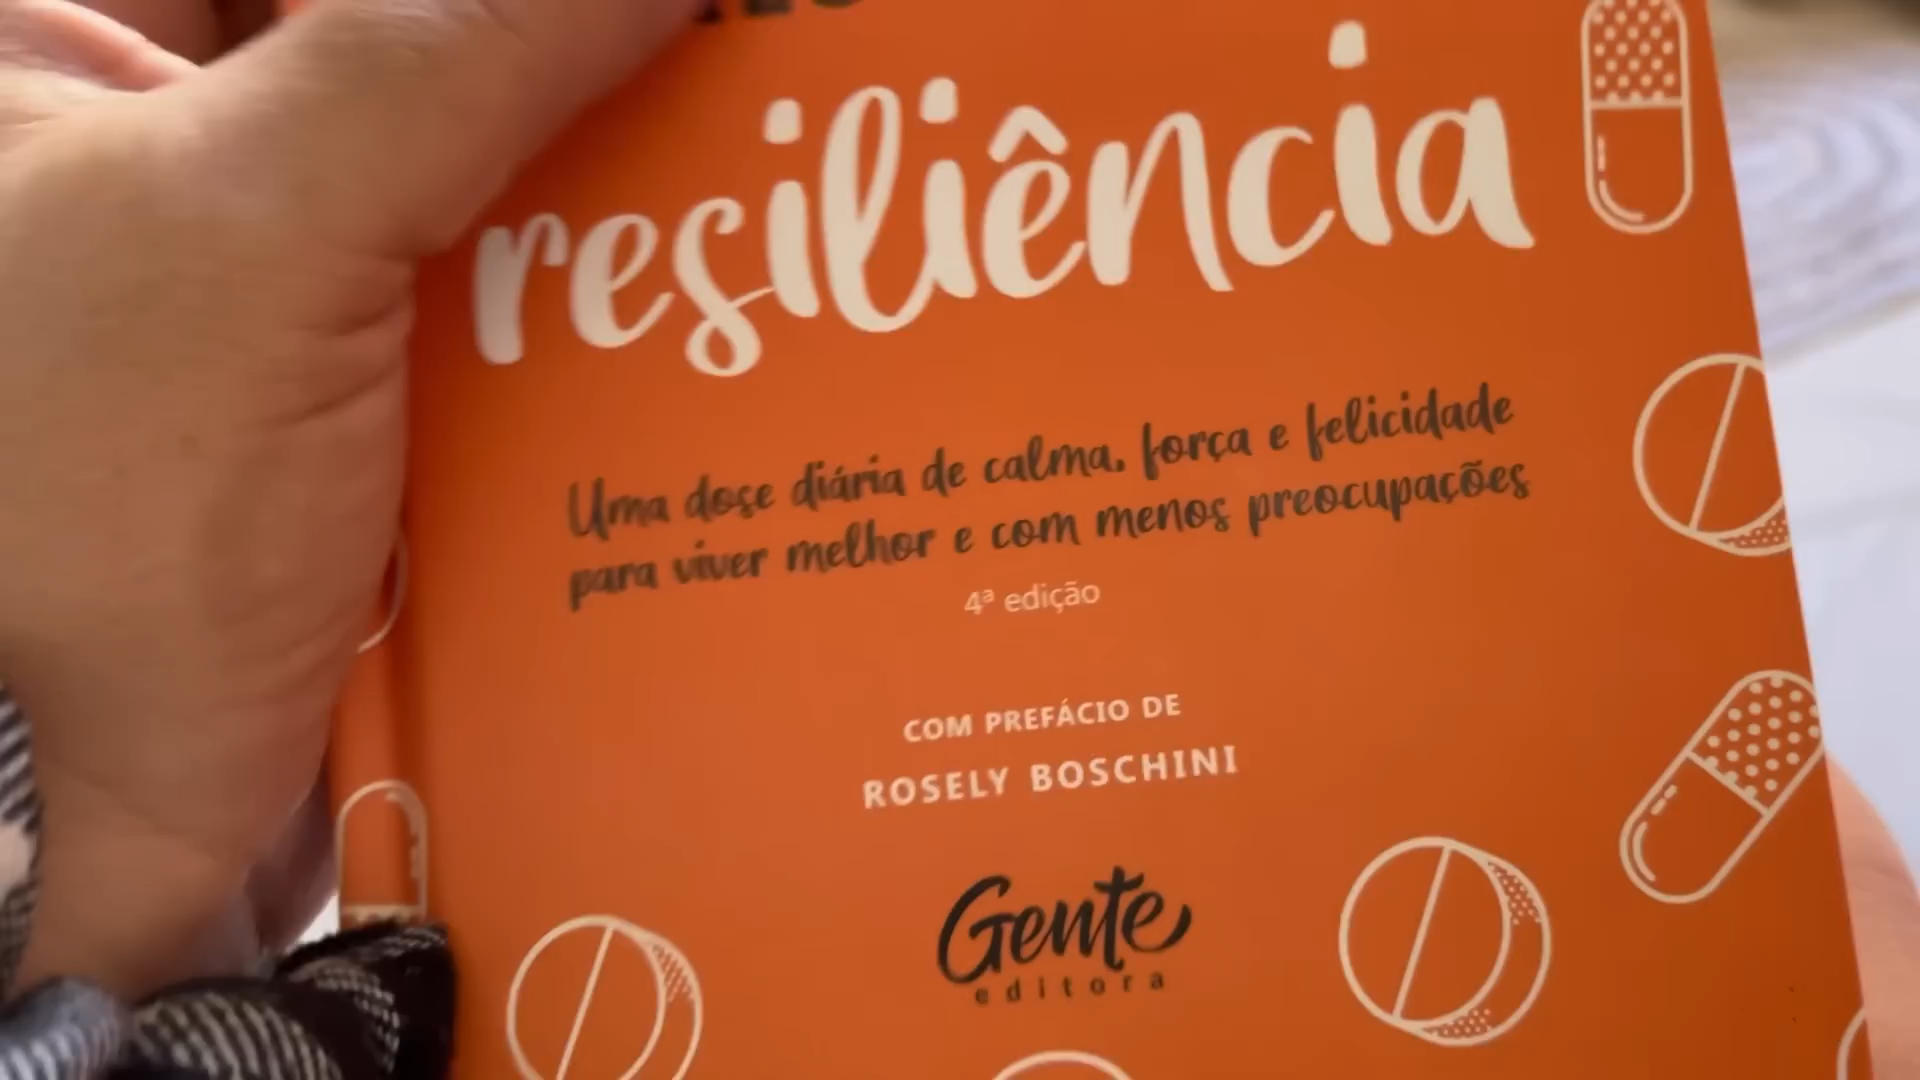 resiliência
Uma dose diária de calma, força e felicidade
para viver melhor e com menos preocupações
4ª edição
COM PREFÁCIO DE
ROSELY BOSCHINI
Gente
editora